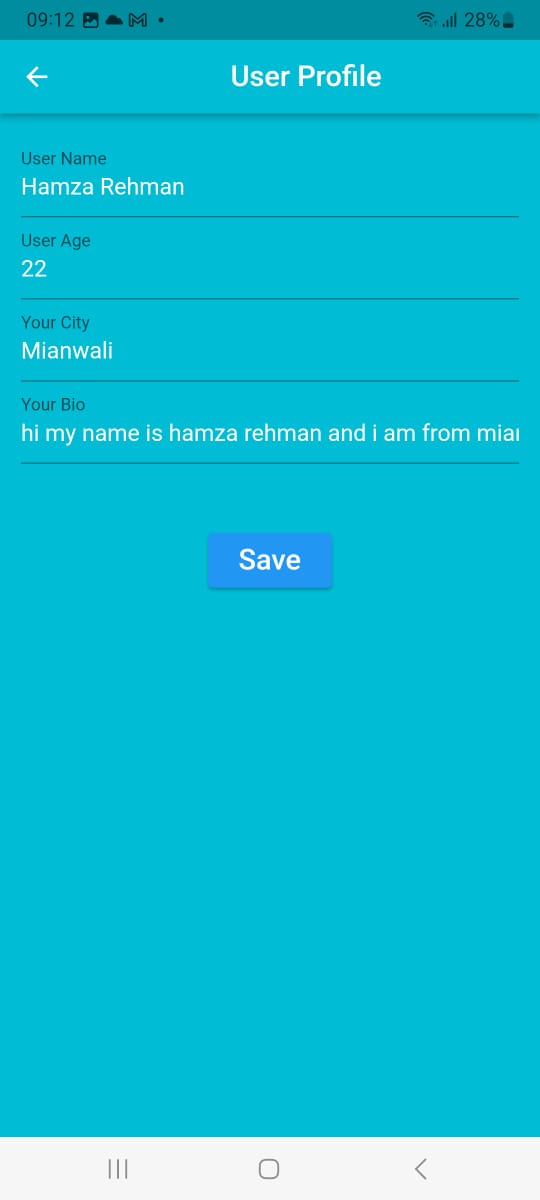 09:12
28%
User Profile
User Name
Hamza Rehman
User Age
22
Your City
Mianwali
Your Bio
hi my name is hamza rehman and i am from
Save